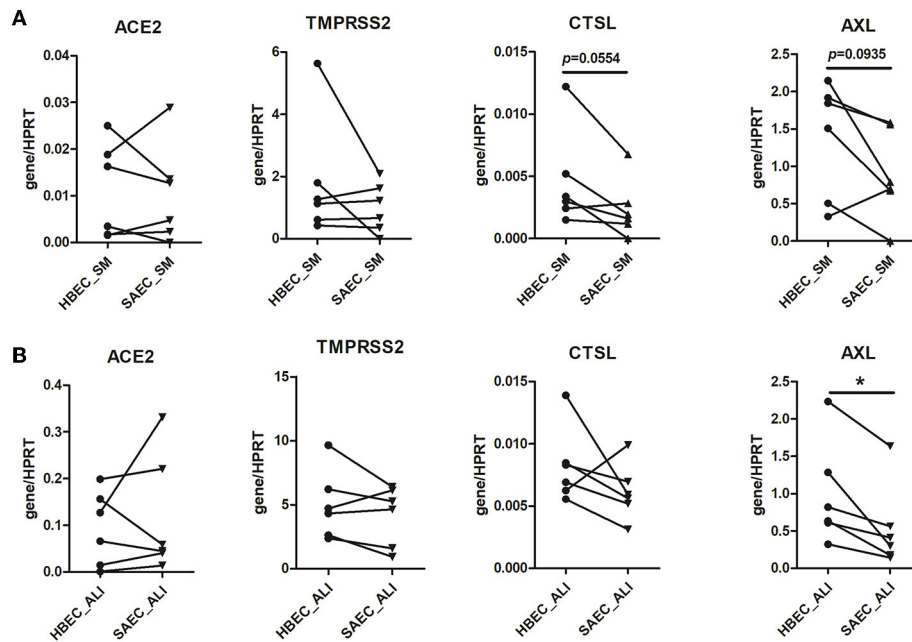 A
ACE2
TMPRSS2
CTSL
AXL
gene/HPRT
0.04
0.03
0.02
0.01
0.00
HBEC_SM
SAEC_SM
gene/HPRT
6
4
2
0
HBEC_SM
SAEC_SM
gene/HPRT
0.015
0.010
0.005
0.000
p=0.0554
HBEC_SM
SAEC_SM
gene/HPRT
2.5
2.0
1.5
1.0
0.5
0.0
p=0.0935
HBEC_SM
SAEC_SM
B
ACE2
TMPRSS2
CTSL
AXL
gene/HPRT
0.4
0.3
0.2
0.1
0.0
HBEC_ALI
SAEC_ALI
gene/HPRT
15
10
5
0
HBEC_ALI
SAEC_ALI
gene/HPRT
0.015
0.010
0.005
0.000
HBEC_ALI
SAEC_ALI
gene/HPRT
2.5
2.0
1.5
1.0
0.5
0.0
*
HBEC_ALI
SAEC_ALI